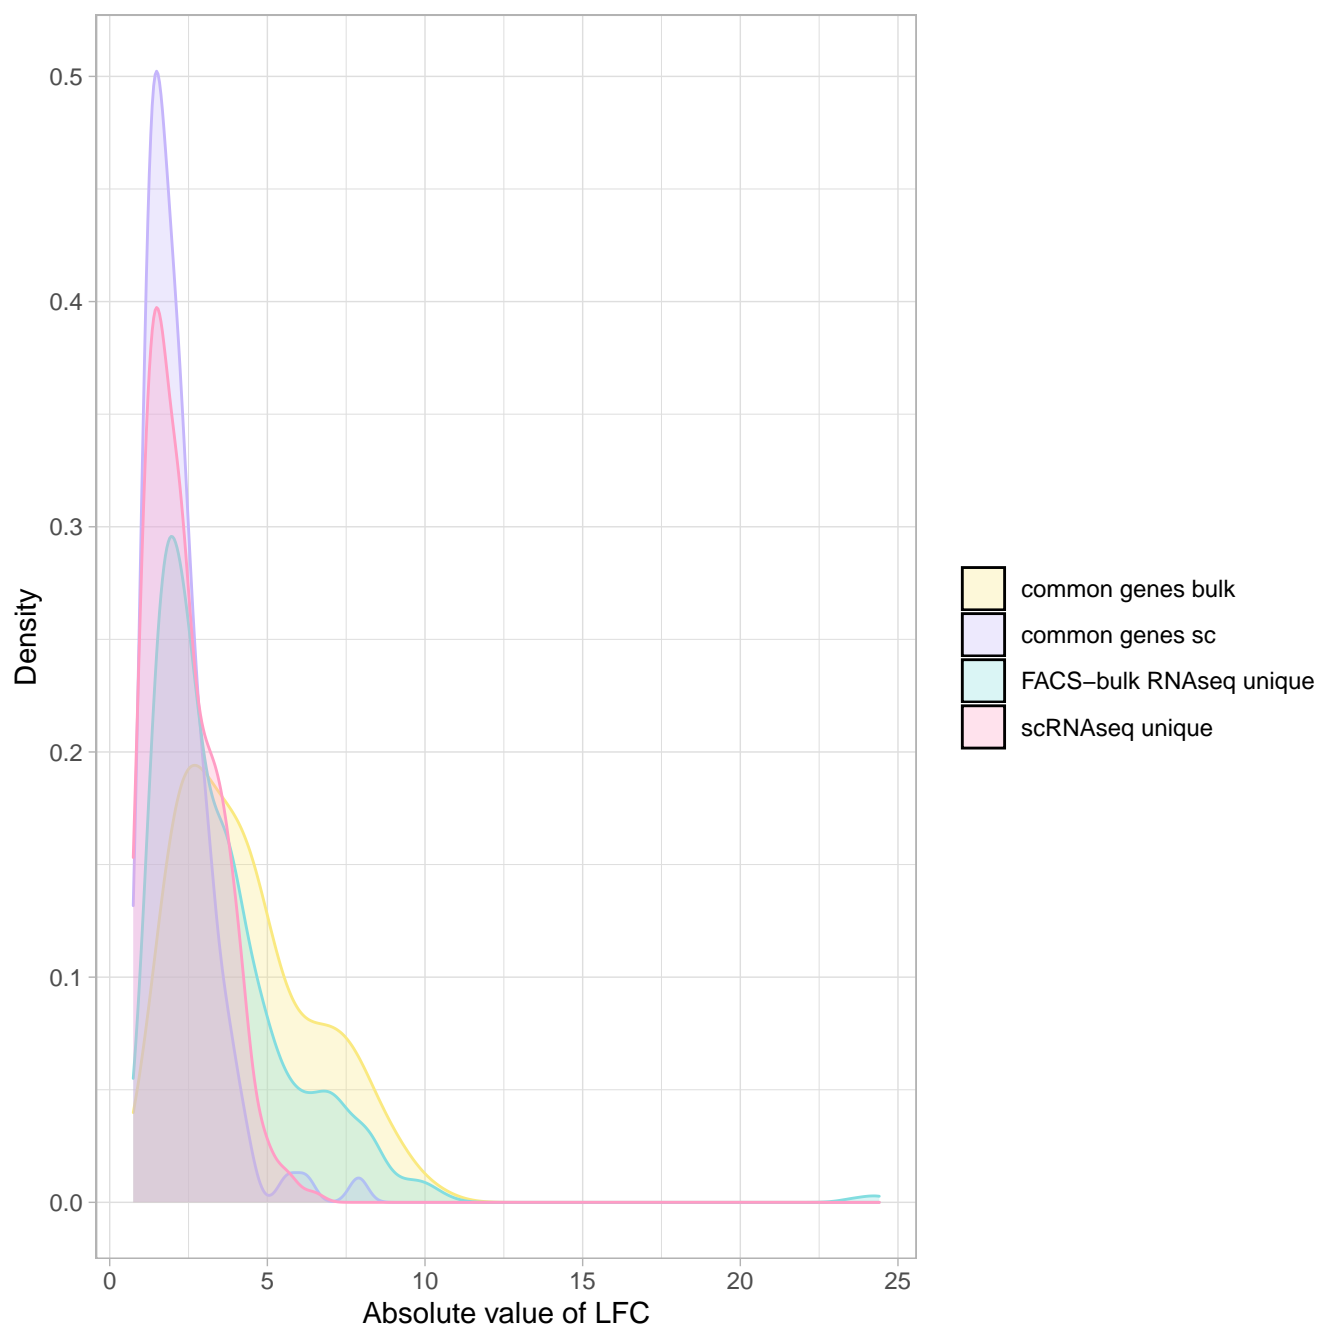 0.5
0.4
0.3
0.2
0.1
0.0
Density
0 5 10 15 20 25
Absolute value of LFC
common genes bulk
common genes sc
FACS−bulk RNAseq unique
scRNAseq unique